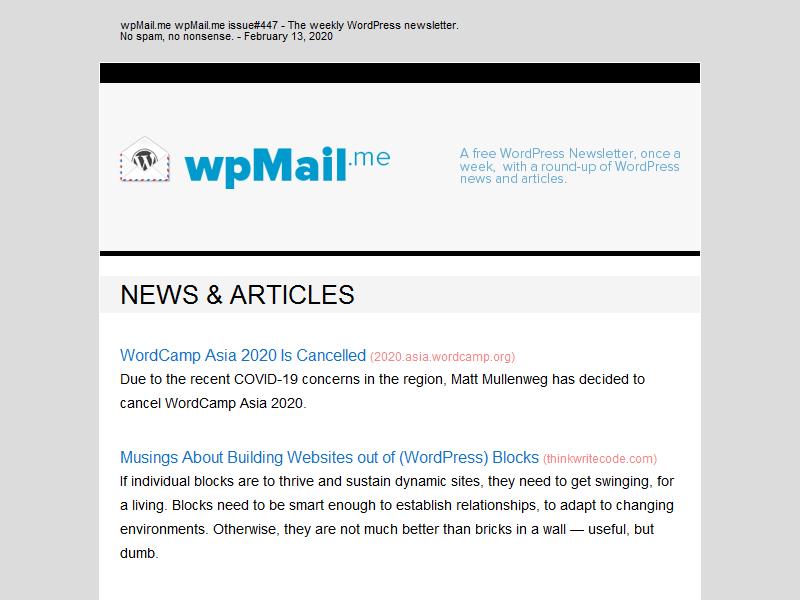 wpMail.me wpMail.me issue#447 - The weekly WordPress newsletter.
No spam, no nonsense. - February 13, 2020
wpMail.me
A free WordPress Newsletter, once a
week, with a round-up of WordPress
news and articles.
NEWS & ARTICLES
WordCamp Asia 2020 Is Cancelled (2020.asia.wordcamp.org)
Due to the recent COVID-19 concerns in the region, Matt Mullenweg has decided to
cancel WordCamp Asia 2020.
Musings About Building Websites out of (WordPress) Blocks (thinkwritecode.com)
If individual blocks are to thrive and sustain dynamic sites, they need to get swinging, for
a living. Blocks need to be smart enough to establish relationships, to adapt to changing
environments. Otherwise, they are not much better than bricks in a wall — useful, but
dumb.